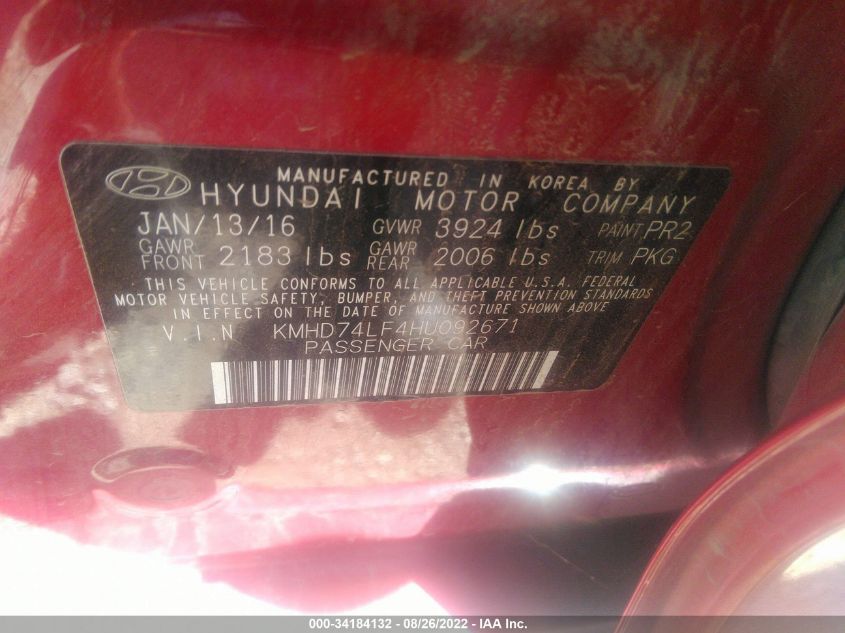 MANUFACTURED IN KOREA BY
HYUNDAI MOTOR COMPANY
JAN/13/16 GVWR 3924 lbs PAINT PR2
GAWR FRONT 2183 lbs GAWR REAR 2006 lbs TRIM PKG
THIS VEHICLE CONFORMS TO ALL APPLICABLE U.S.A. FEDERAL
MOTOR VEHICLE SAFETY, BUMPER, AND THEFT PREVENTION STANDARDS
IN EFFECT ON THE DATE OF MANUFACTURE SHOWN ABOVE
V.I.N KMHD74LF4HU092671
PASSENGER CAR
000-34184132 - 08/26/2022 - IAA Inc.